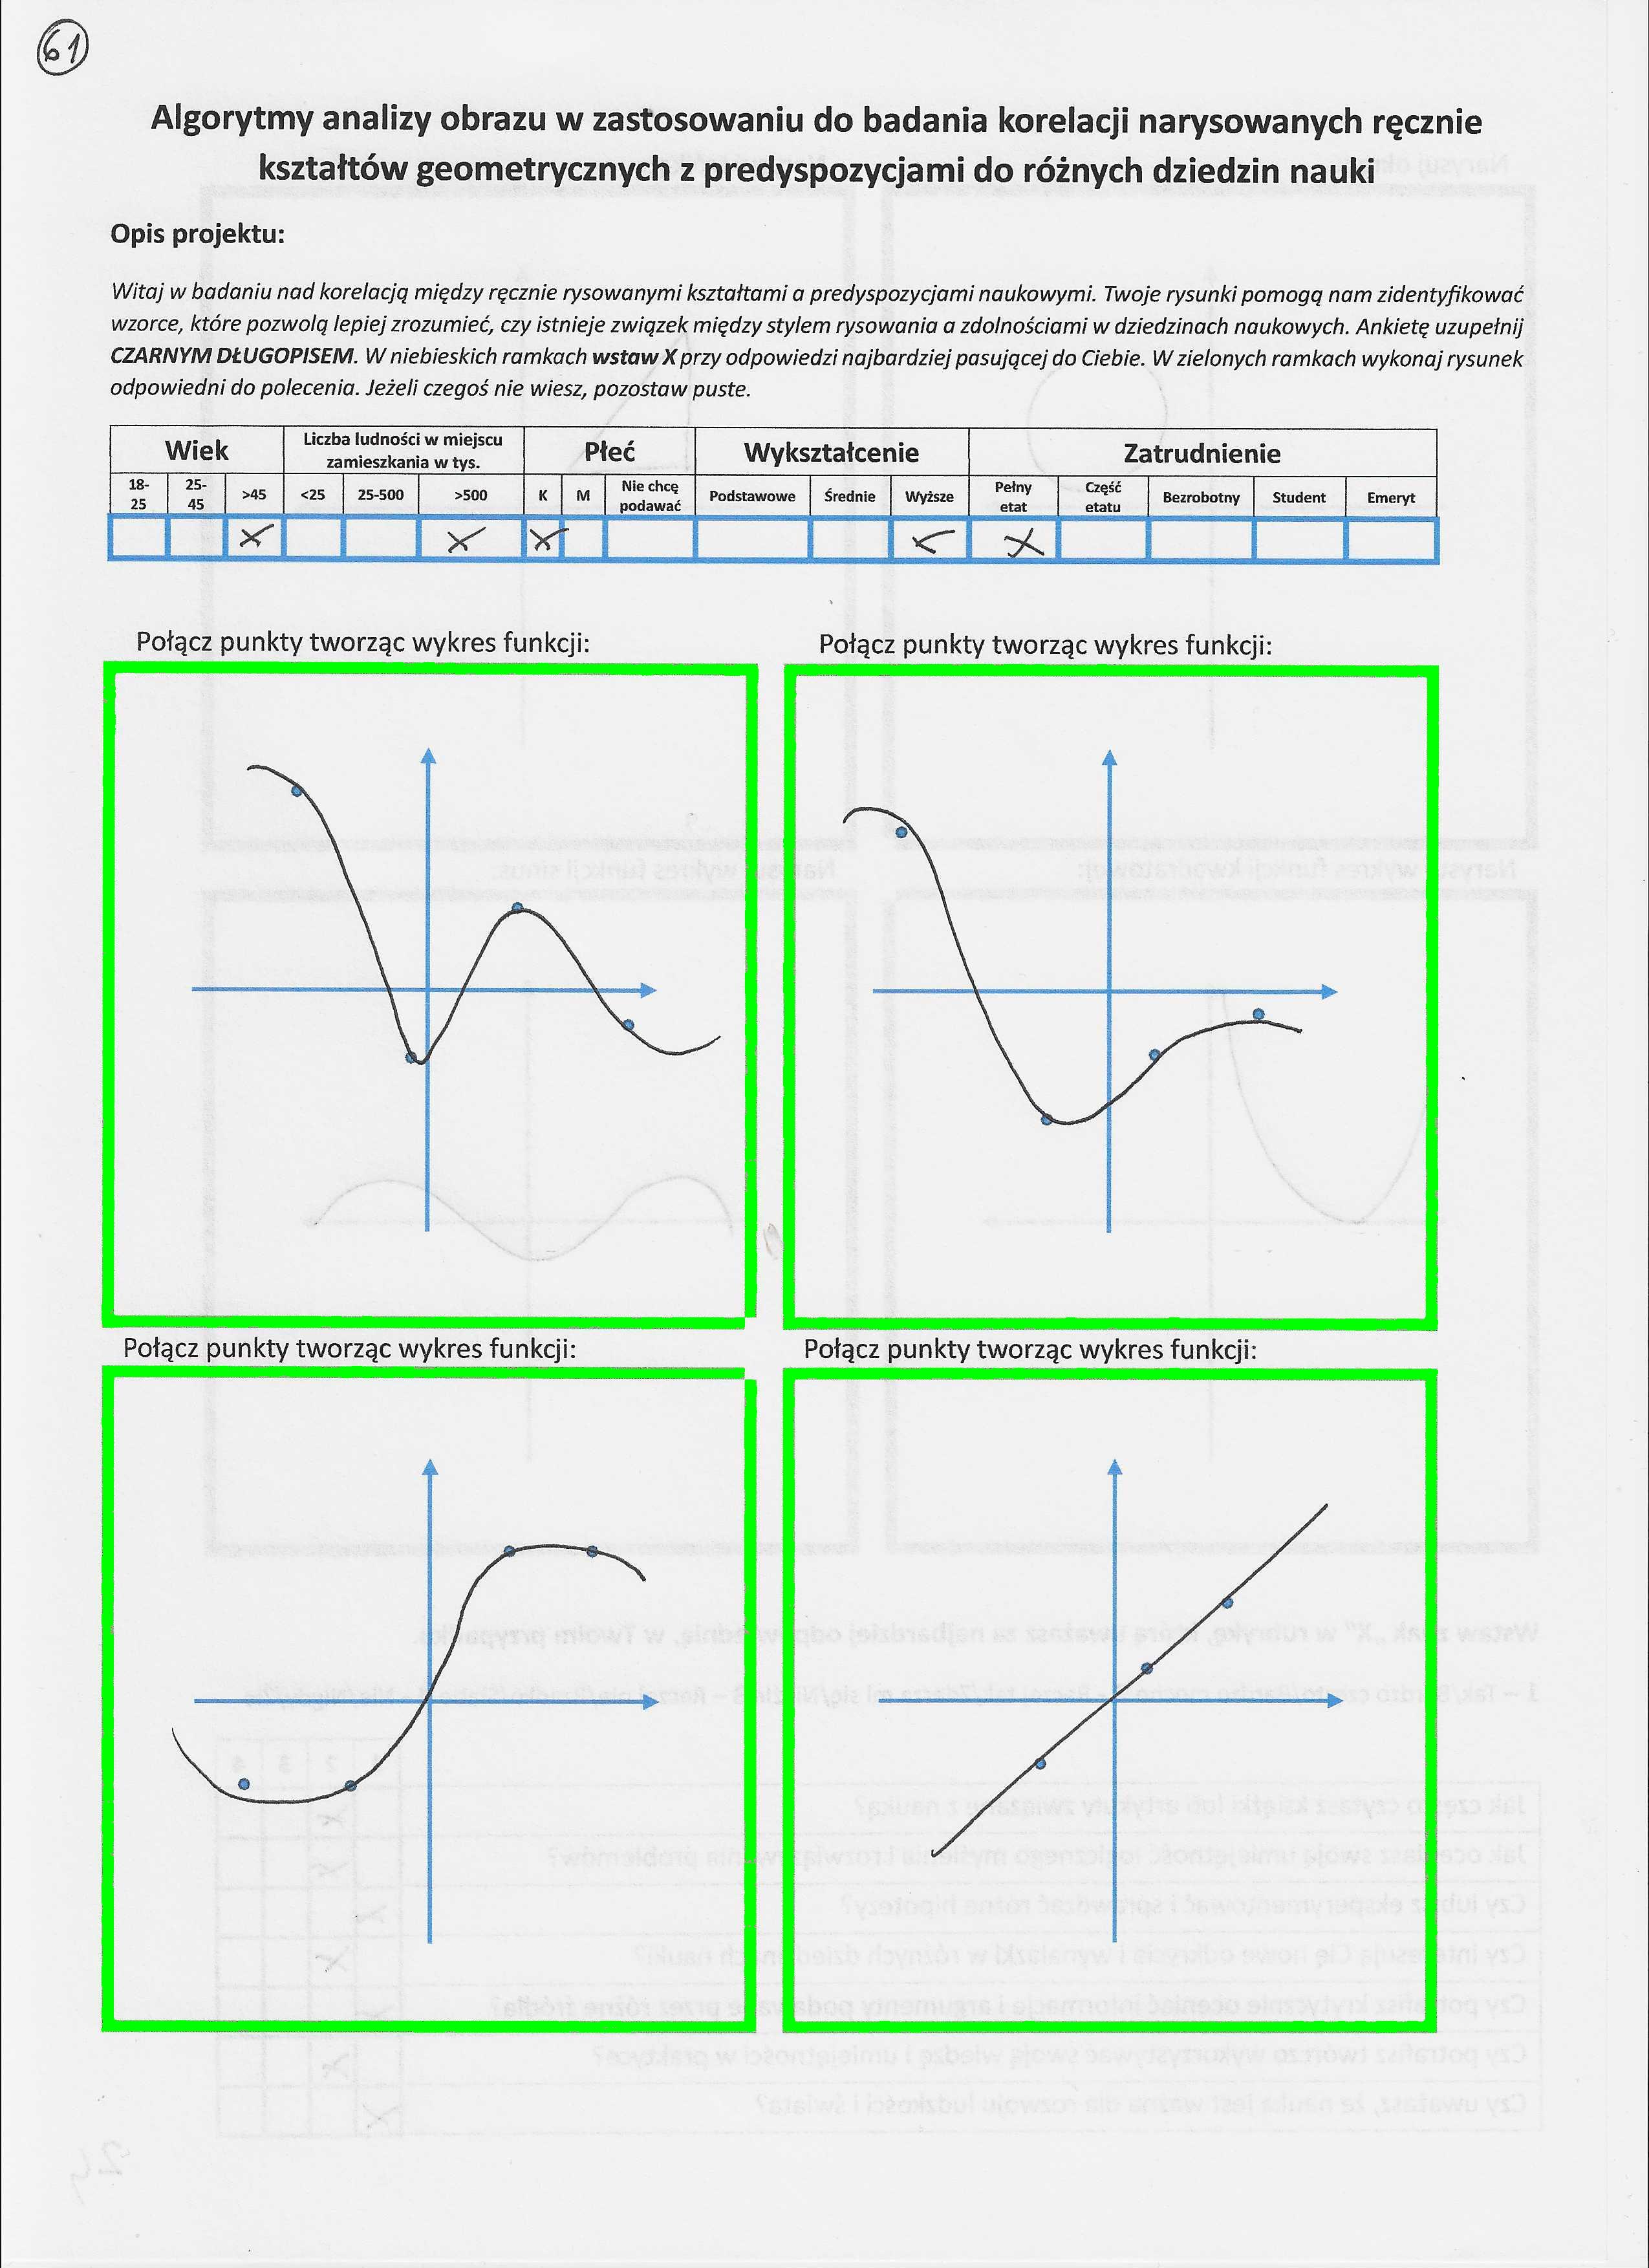 61
Algorytmy analizy obrazu w zastosowaniu do badania korelacji narysowanych ręcznie
kształtów geometrycznych z predyspozycjami do różnych dziedzin nauki
Opis projektu:
Witaj w badaniu nad korelacją między ręcznie rysowanymi kształtami a predyspozycjami naukowymi. Twoje rysunki pomogą nam zidentyfikować
wzorce, które pozwolą lepiej zrozumieć, czy istnieje związek między stylem rysowania a zdolnościami w dziedzinach naukowych. Ankietę uzupełnij
CZARNYM DŁUGOPISEM. W niebieskich ramkach wstaw X przy odpowiedzi najbardziej pasującej do Ciebie. W zielonych ramkach wykonaj rysunek
odpowiedni do polecenia. Jeżeli czegoś nie wiesz, pozostaw puste.
Wiek Liczba ludności w miejscu zamieszkania w tys. Płeć Wykształcenie Zatrudnienie
18-25 25-45 >45 <25 25-500 >500 K M Nie chcę podawać Podstawowe Średnie Wyższe Pełny etat Część etatu Bezrobotny Student Emeryt
X X X X X
Połącz punkty tworząc wykres funkcji: Połącz punkty tworząc wykres funkcji:
Połącz punkty tworząc wykres funkcji: Połącz punkty tworząc wykres funkcji: